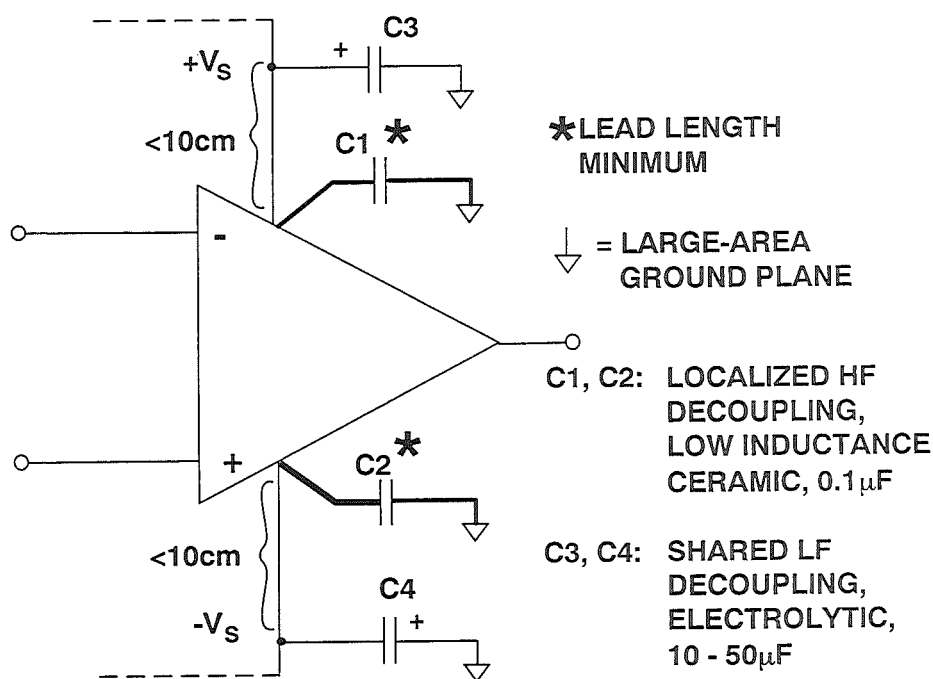 C3
+
+VS
<10cm
C1 *
* LEAD LENGTH
MINIMUM
-
= LARGE-AREA
GROUND PLANE
C1, C2: LOCALIZED HF
DECOUPLING,
LOW INDUCTANCE
CERAMIC, 0.1μF
+
C2 *
<10cm
C3, C4: SHARED LF
DECOUPLING,
ELECTROLYTIC,
10 - 50μF
C4
+
-VS